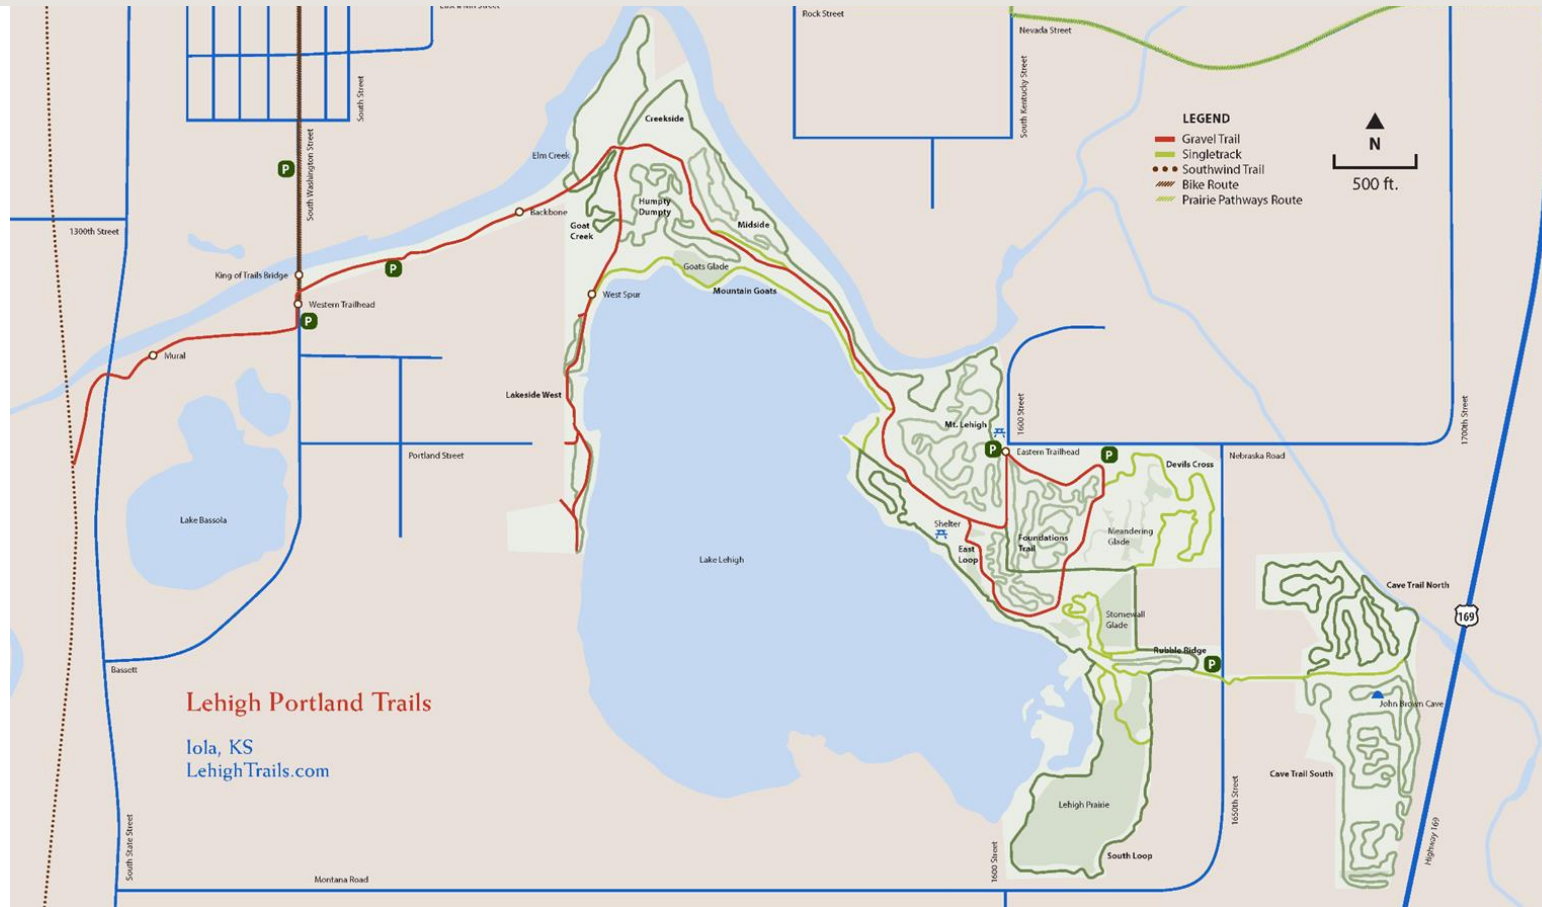 Rock Street
Nevada Street
South Street
South Kentucky Street
LEGEND
Gravel Trail
Singletrack
Southwind Trail
Bike Route
Prairie Pathways Route
N
500 ft.
Creekside
P
South Washington Street
Elm Creek
Humpty
Dumpty
Backbone
Goat
Creek
Midside
1300th Street
Goats Glade
King of Trails Bridge
P
Mountain Goats
West Spur
Western Trailhead
P
Mural
Lakeside West
1600 Street
1700th Street
Mt. Lehigh
P
Eastern Trailhead
P
Portland Street
Nebraska Road
Devils Cross
Lake Bassola
Shelter
Meandering
Glade
Foundations
Trail
East
Loop
Lake Lehigh
Cave Trail North
Stonewall
Glade
169
Rubble Ridge
P
Bassett
Lehigh Portland Trails
John Brown Cave
Iola, KS
LehighTrails.com
Cave Trail South
Lehigh Prairie
1650th Street
South State Street
Highway 169
South Loop
1600 Street
Montana Road